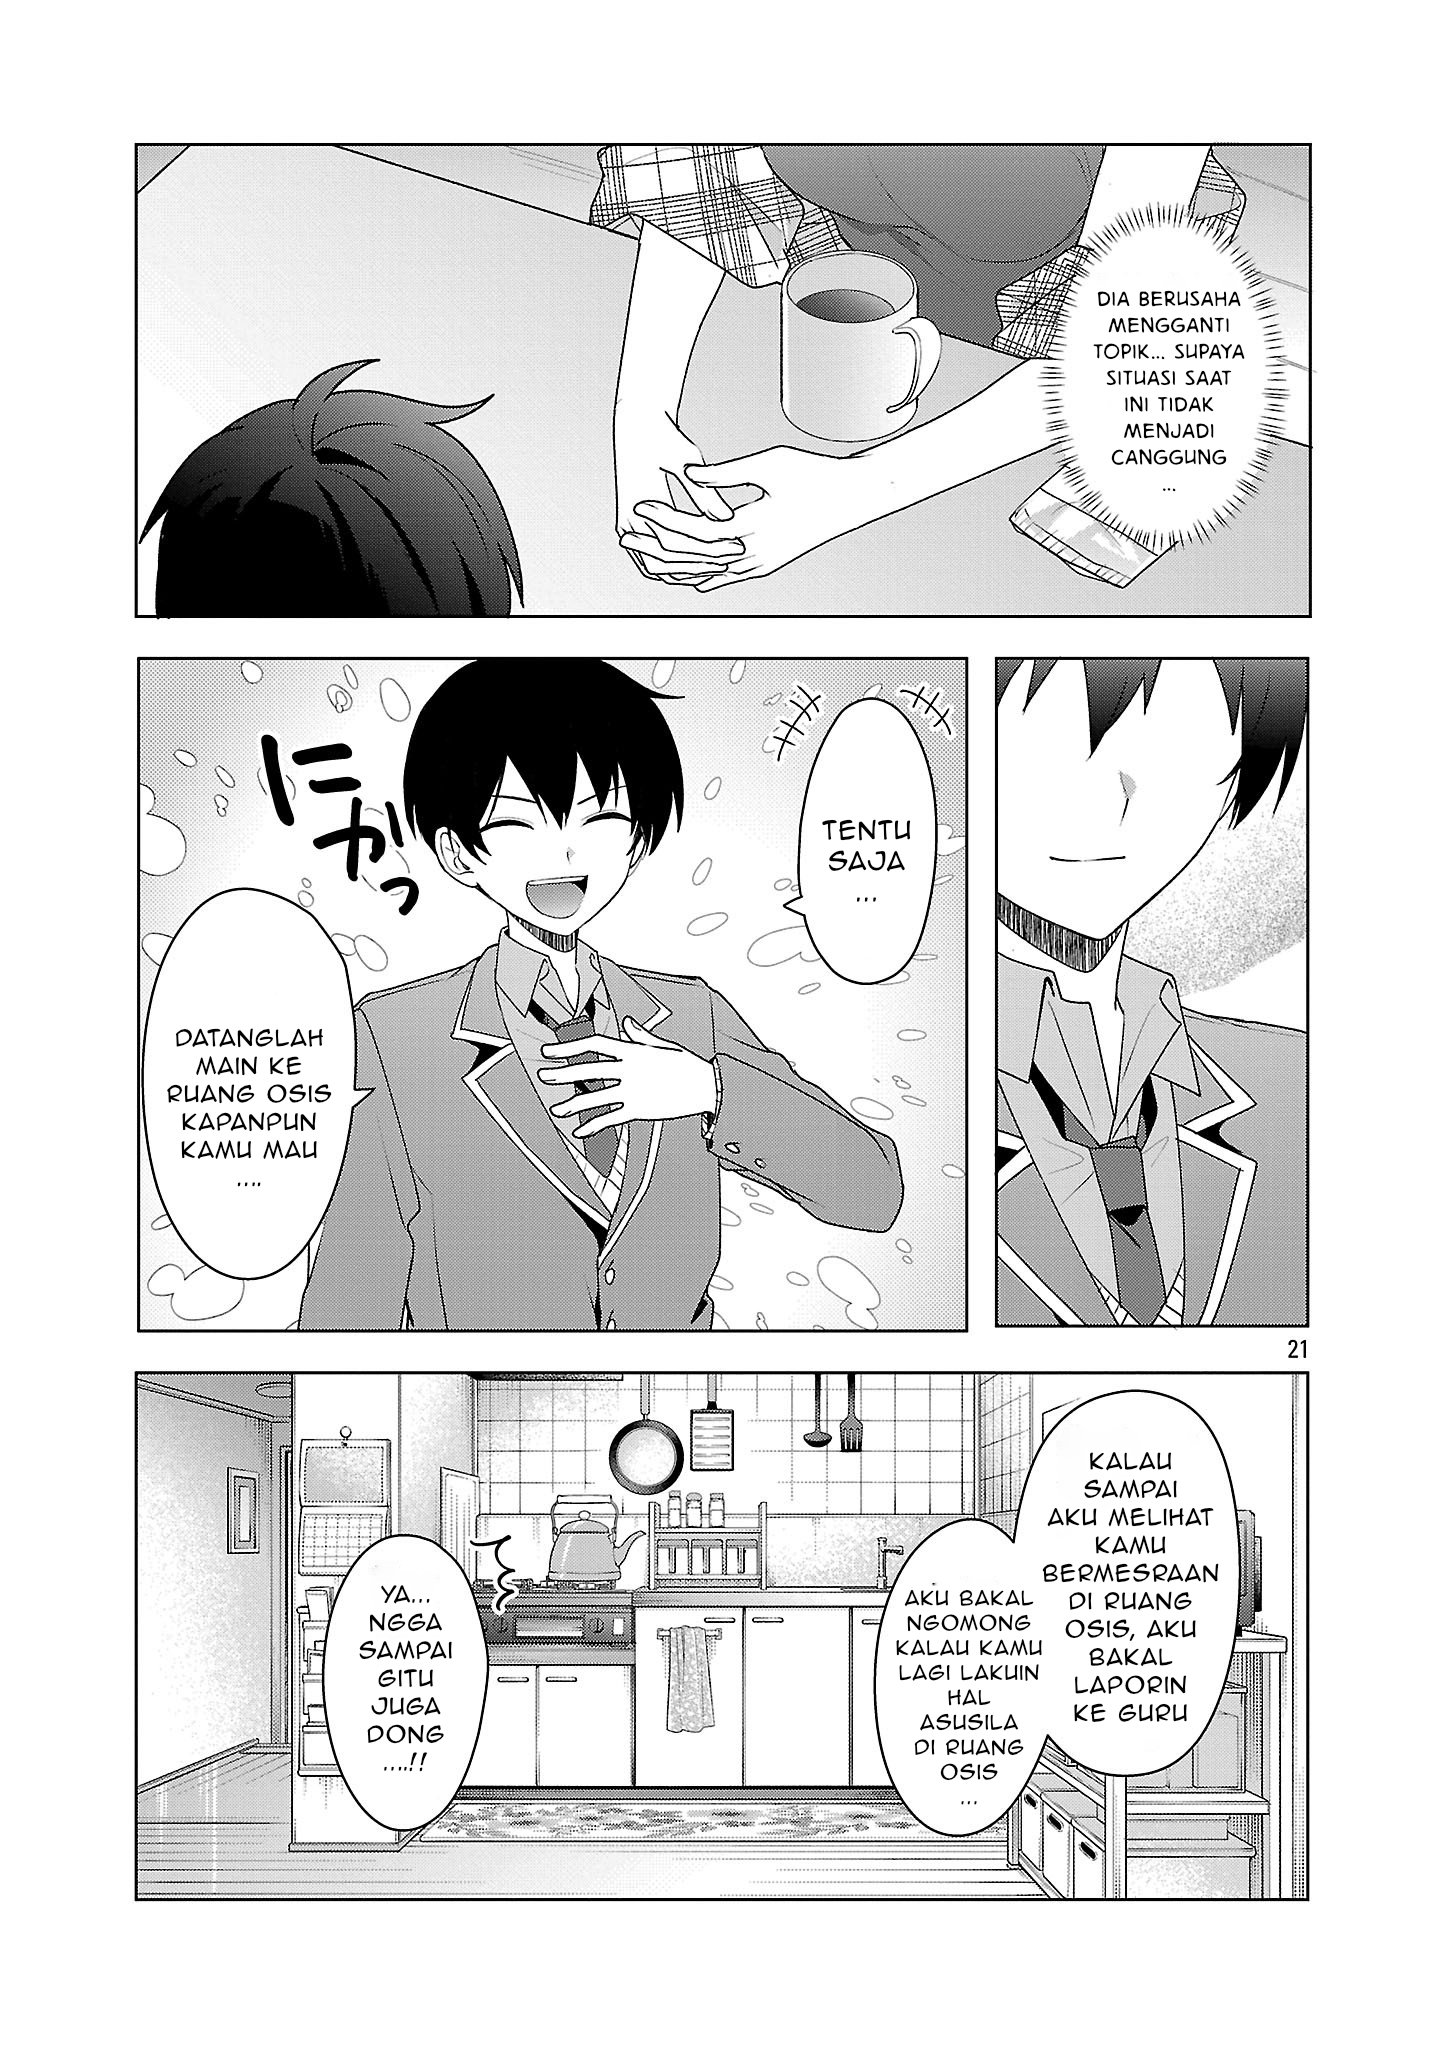 DIA BERUSAHA
MENGGANTI
TOPIK... SUPAYA
SITUASI SAAT
INI TIDAK
MENJADI
CANGGUNG
...
TENTU
SAJA
...
にかっ
DATANGLAH
MAIN KE
RUANG OSIS
KAPANPUN
KAMU MAU
....
21
KALAU
SAMPAI
AKU MELIHAT
KAMU
BERMESRAAN
DI RUANG
OSIS, AKU
BAKAL
LAPORIN
KE GURU
AKU BAKAL
NGOMONG
KALAU KAMU
LAGI LAKUIN
HAL
ASUSILA
DI RUANG
OSIS
...
YA...
NGGA
SAMPAI
GITU
JUGA
DONG
....!!